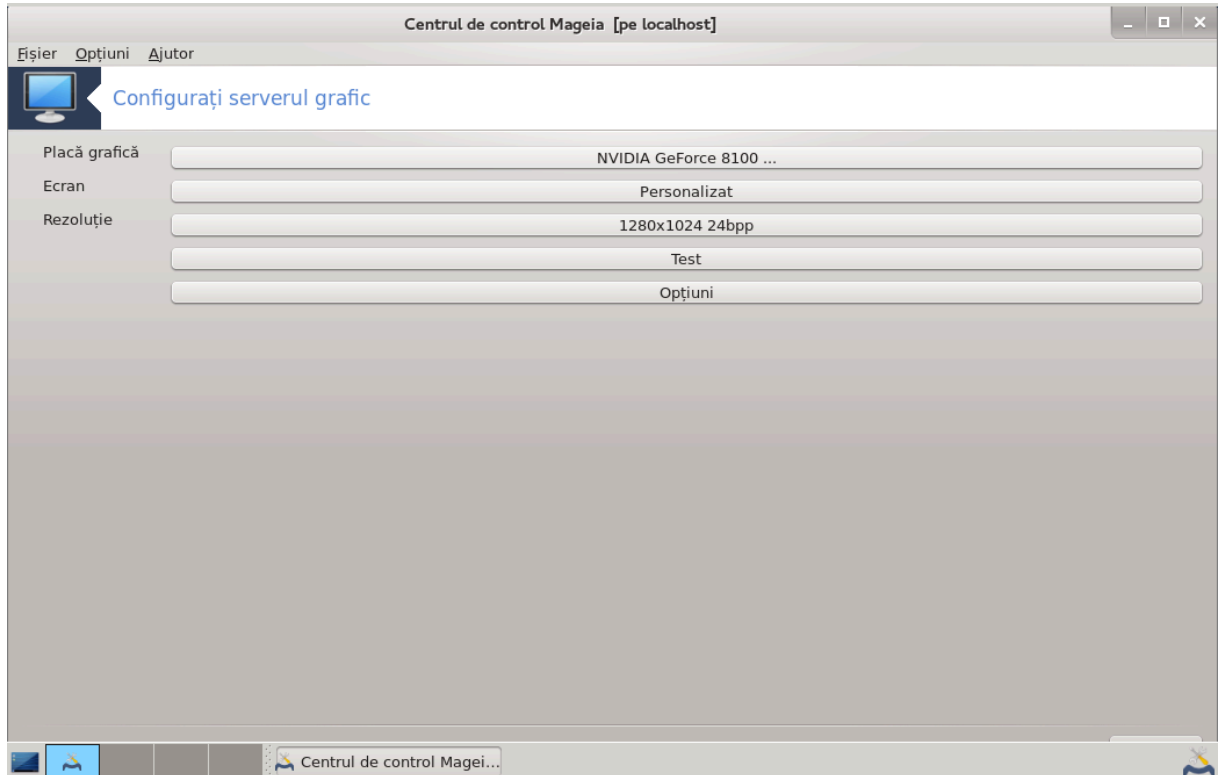 Centrul de control Mageia [pe localhost]
Fișier Opțiuni Ajutor
Configurați serverul grafic
Placă grafică
NVIDIA GeForce 8100 ...
Ecran
Personalizat
Rezoluție
1280x1024 24bpp
Test
Opțiuni
Centrul de control Magei...